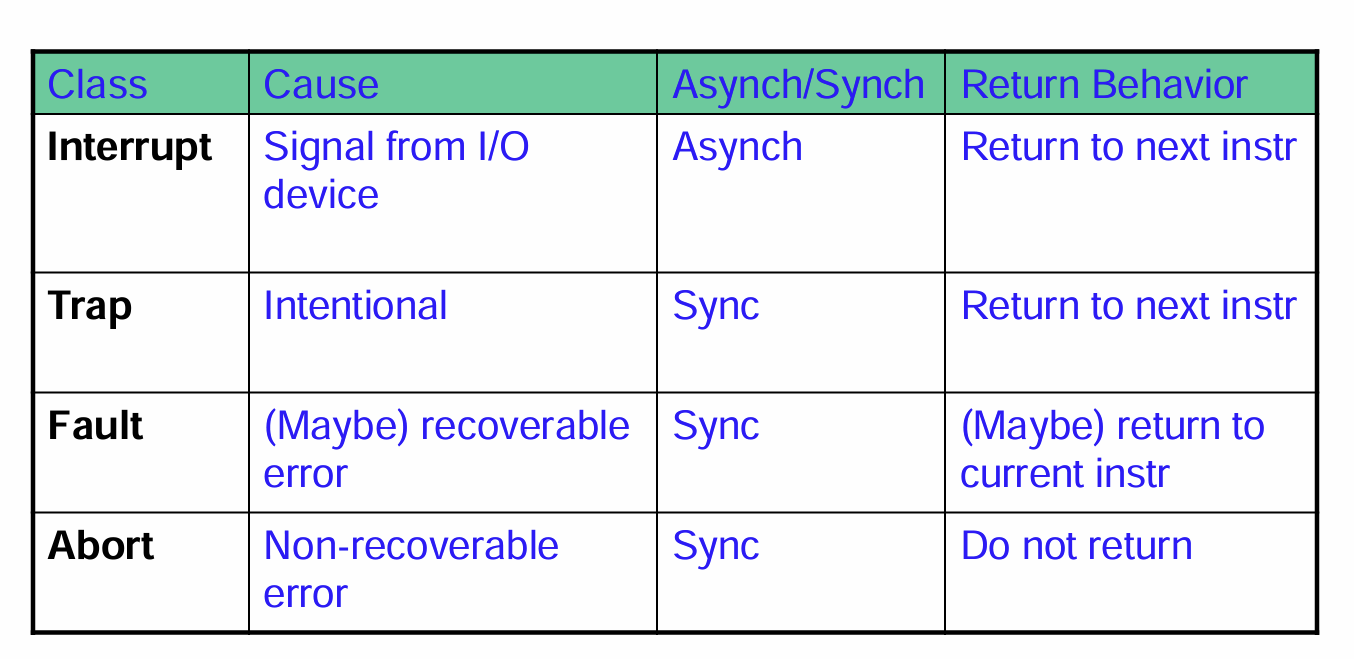 Class Cause Asynch/Synch Return Behavior
Interrupt Signal from I/O Asynch Return to next instr
device
Trap Intentional Sync Return to next instr
Fault (Maybe) recoverable Sync (Maybe) return to
error current instr
Abort Non-recoverable Sync Do not return
error